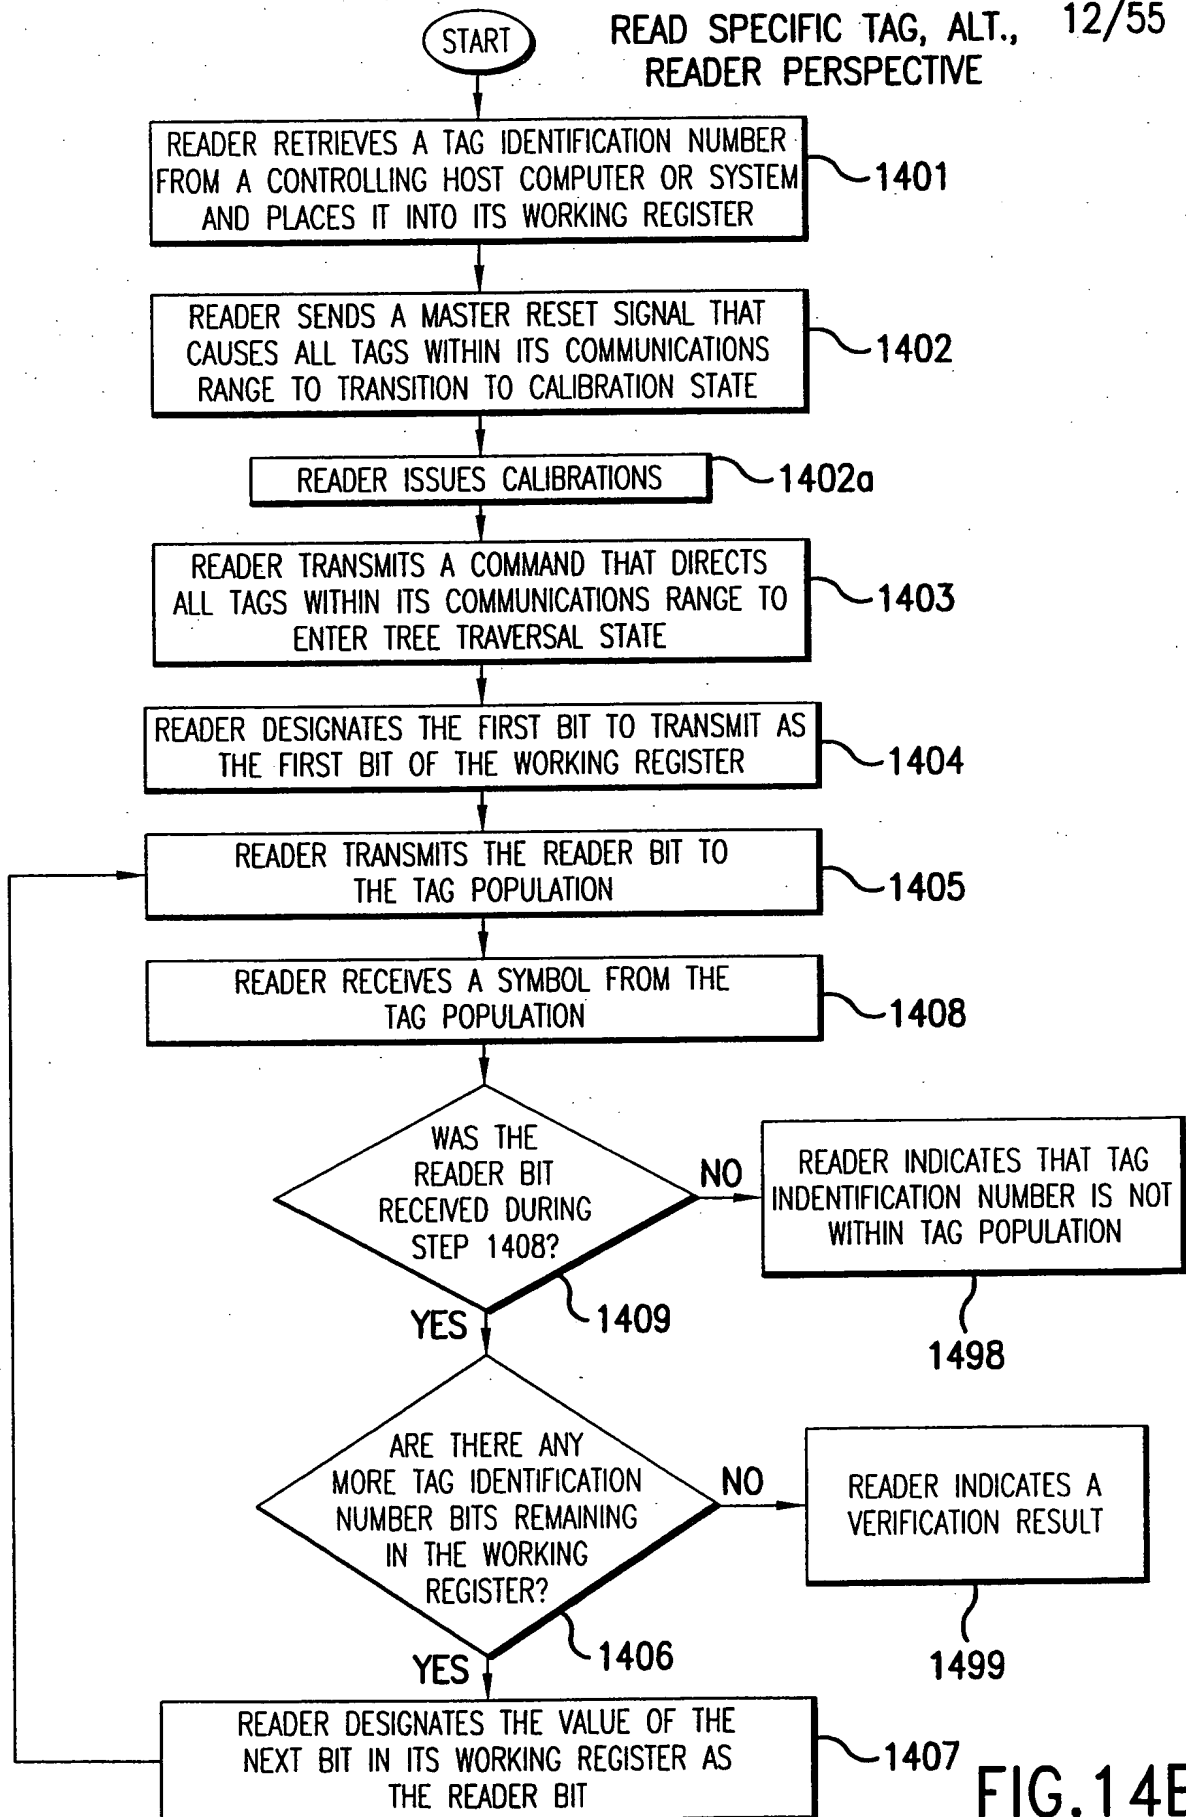 START
READ SPECIFIC TAG, ALT.,
READER PERSPECTIVE
12/55
READER RETRIEVES A TAG IDENTIFICATION NUMBER
FROM A CONTROLLING HOST COMPUTER OR SYSTEM
AND PLACES IT INTO ITS WORKING REGISTER
1401
READER SENDS A MASTER RESET SIGNAL THAT
CAUSES ALL TAGS WITHIN ITS COMMUNICATIONS
RANGE TO TRANSITION TO CALIBRATION STATE
1402
READER ISSUES CALIBRATIONS
1402a
READER TRANSMITS A COMMAND THAT DIRECTS
ALL TAGS WITHIN ITS COMMUNICATIONS RANGE TO
ENTER TREE TRAVERSAL STATE
1403
READER DESIGNATES THE FIRST BIT TO TRANSMIT AS
THE FIRST BIT OF THE WORKING REGISTER
1404
READER TRANSMITS THE READER BIT TO
THE TAG POPULATION
1405
READER RECEIVES A SYMBOL FROM THE
TAG POPULATION
1408
WAS THE
READER BIT
RECEIVED DURING
STEP 1408?
1409
NO
READER INDICATES THAT TAG
INDENTIFICATION NUMBER IS NOT
WITHIN TAG POPULATION
1498
YES
ARE THERE ANY
MORE TAG IDENTIFICATION
NUMBER BITS REMAINING
IN THE WORKING
REGISTER?
1406
NO
READER INDICATES A
VERIFICATION RESULT
1499
YES
READER DESIGNATES THE VALUE OF THE
NEXT BIT IN ITS WORKING REGISTER AS
THE READER BIT
1407
FIG.14B